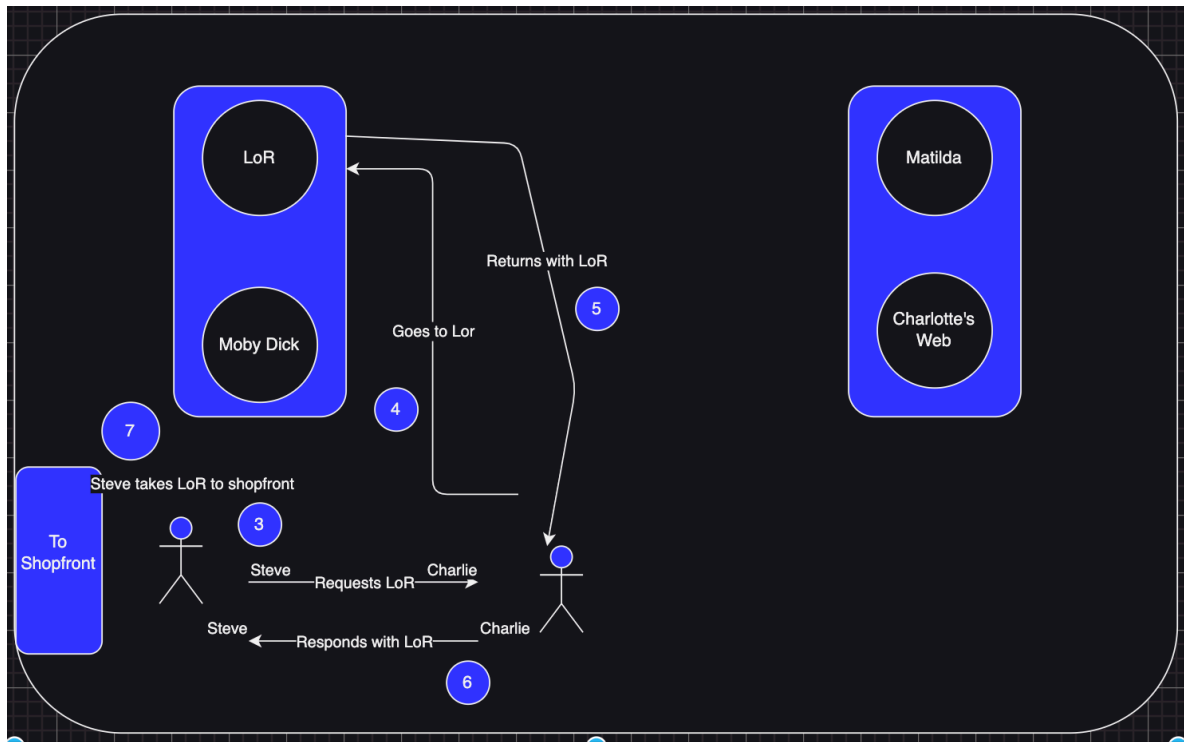 LoR
Matilda
Returns with LoR
5
Charlotte's
Web
Goes to Lor
Moby Dick
4
7
Steve takes LoR to shopfront
3
To
Shopfront
Steve
Charlie
Requests LoR
Steve
Charlie
Responds with LoR
6